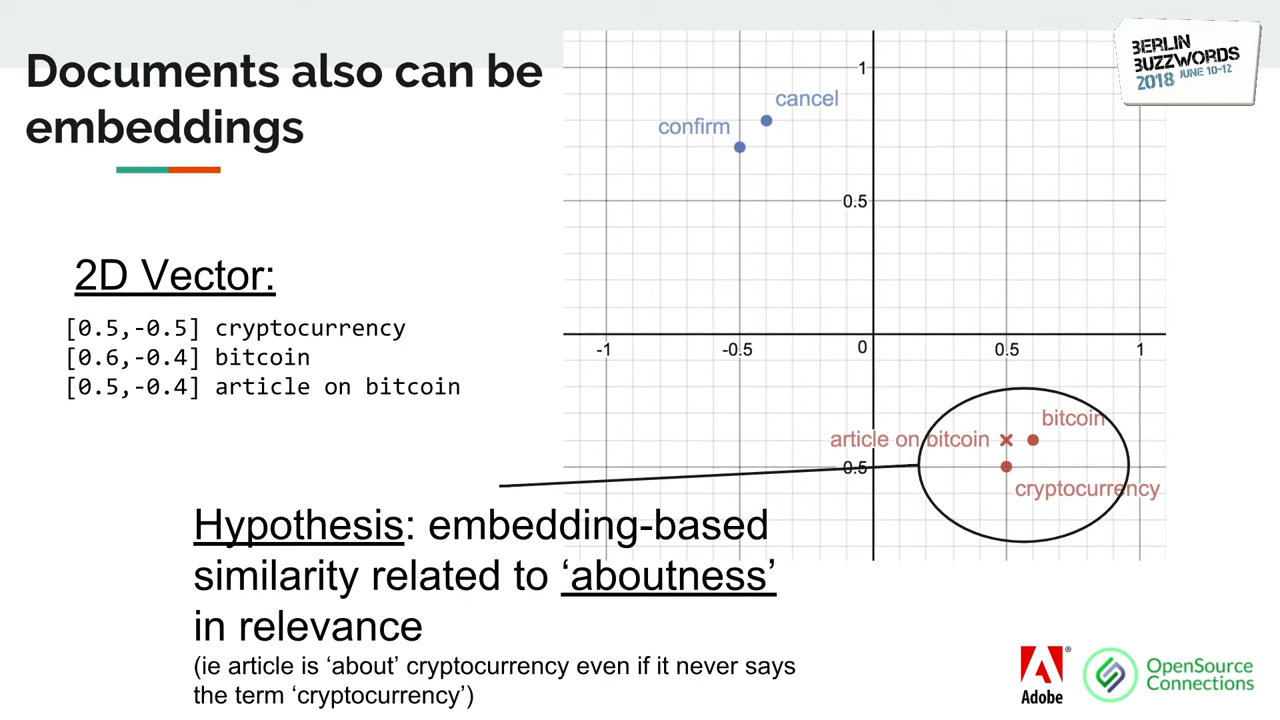 Documents also can be
embeddings
BERLIN
BUZZWORDS
2018 JUNE 10-12
2D Vector:
[0.5,-0.5] cryptocurrency
[0.6,-0.4] bitcoin
[0.5,-0.4] article on bitcoin
1
cancel
confirm
0.5
-1
-0.5
0
0.5
1
bitcoin
article on bitcoin
0.5
cryptocurrency
Hypothesis: embedding-based
similarity related to ‘aboutness’
in relevance
(ie article is ‘about’ cryptocurrency even if it never says
the term ‘cryptocurrency’)
Adobe®
OpenSource
Connections